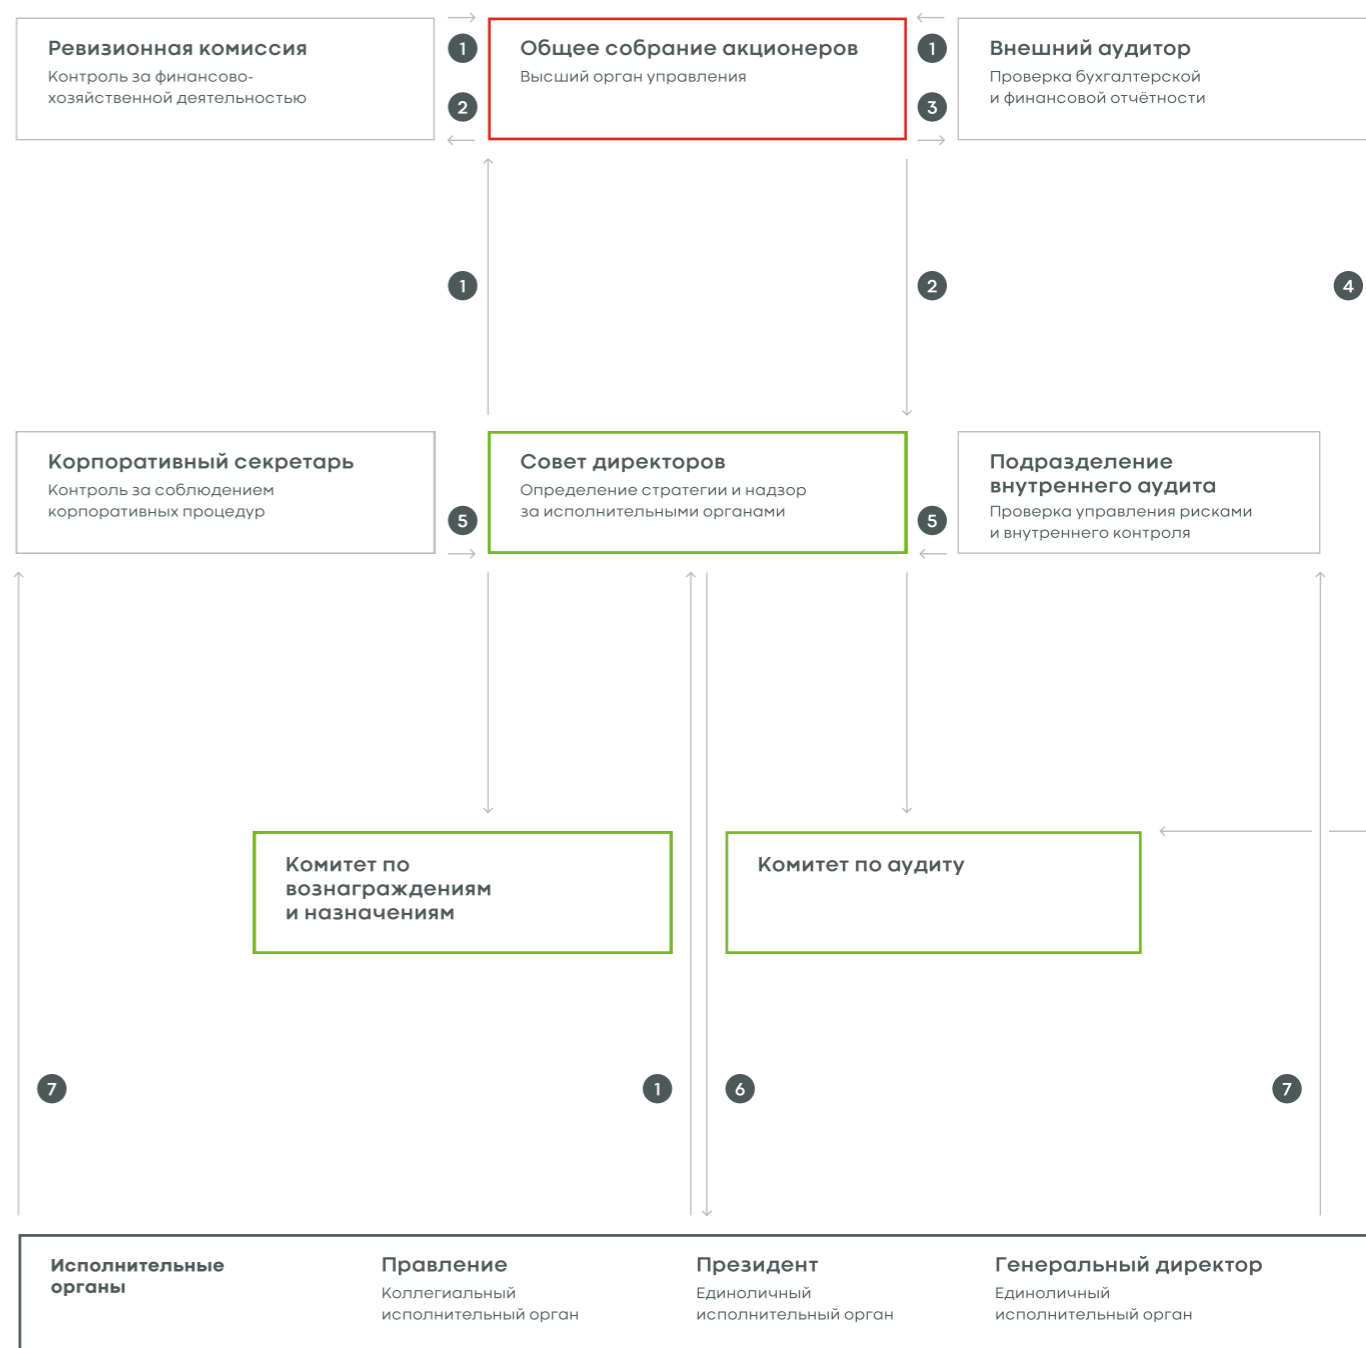 Ревизионная комиссия
Контроль за финансово-
хозяйственной деятельностью
1
2
Общее собрание акционеров
Высший орган управления
1
3
Внешний аудитор
Проверка бухгалтерской
и финансовой отчётности
1
2
4
Корпоративный секретарь
Контроль за соблюдением
корпоративных процедур
5
Совет директоров
Определение стратегии и надзор
за исполнительными органами
5
Подразделение
внутреннего аудита
Проверка управления рисками
и внутреннего контроля
Комитет по
вознаграждениям
и назначениям
Комитет по аудиту
7
1
6
7
Исполнительные
органы
Правление
Коллегиальный
исполнительный орган
Президент
Единоличный
исполнительный орган
Генеральный директор
Единоличный
исполнительный орган